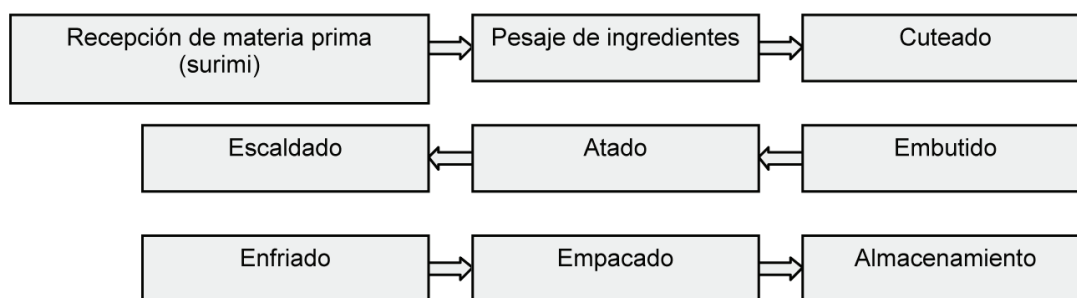 Recepción de materia prima
(surimi)
Pesaje de ingredientes
Cuteado
Escaldado
Atado
Embutido
Enfriado
Empacado
Almacenamiento